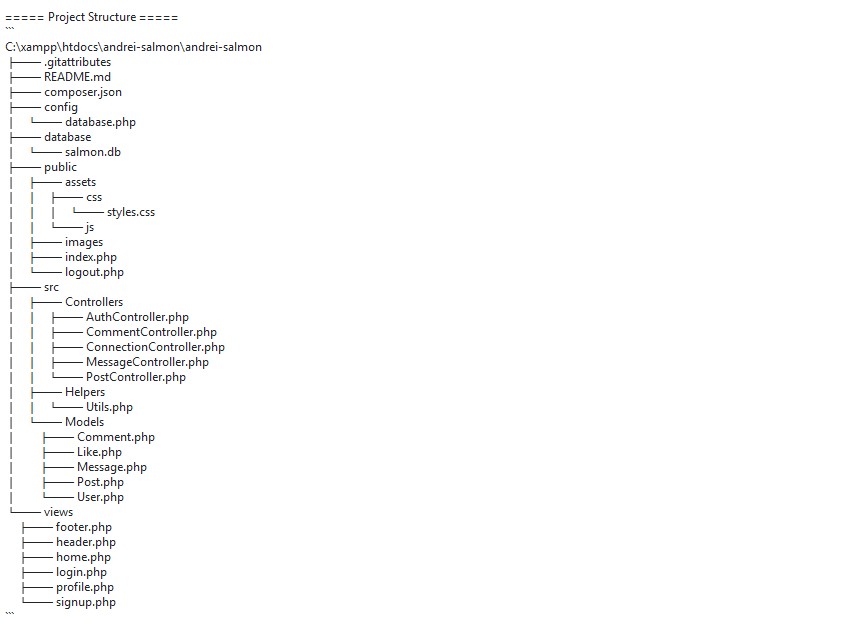 ===== Project Structure =====
```
C:\xampp\htdocs\andrei-salmon\andrei-salmon
├── .gitattributes
├── README.md
├── composer.json
├── config
│   └── database.php
├── database
│   └── salmon.db
├── public
│   ├── assets
│   │   ├── css
│   │   │   └── styles.css
│   │   └── js
│   ├── images
│   ├── index.php
│   └── logout.php
├── src
│   ├── Controllers
│   │   ├── AuthController.php
│   │   ├── CommentController.php
│   │   ├── ConnectionController.php
│   │   ├── MessageController.php
│   │   └── PostController.php
│   ├── Helpers
│   │   └── Utils.php
│   └── Models
│       ├── Comment.php
│       ├── Like.php
│       ├── Message.php
│       ├── Post.php
│       └── User.php
└── views
    ├── footer.php
    ├── header.php
    ├── home.php
    ├── login.php
    ├── profile.php
    └── signup.php
```